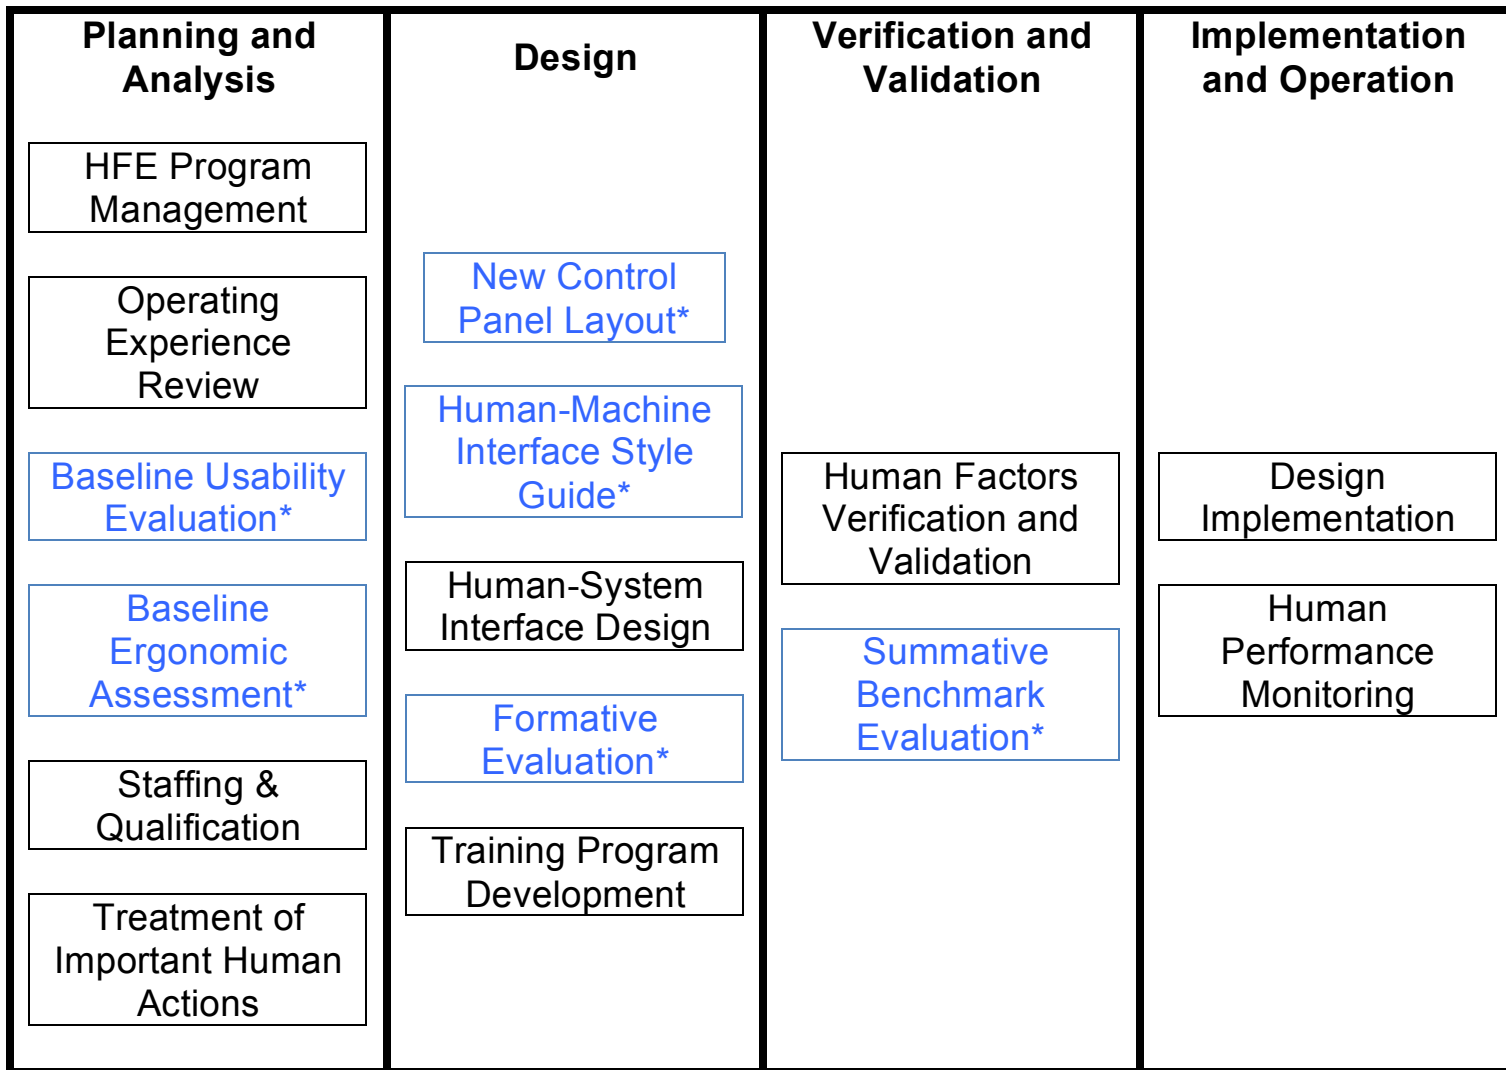 Planning and
Analysis
HFE Program
Management
Operating
Experience
Review
Baseline Usability
Evaluation*
Baseline
Ergonomic
Assessment*
Staffing &
Qualification
Treatment of
Important Human
Actions
Design
New Control
Panel Layout*
Human-Machine
Interface Style
Guide*
Human-System
Interface Design
Formative
Evaluation*
Training Program
Development
Verification and
Validation
Human Factors
Verification and
Validation
Summative
Benchmark
Evaluation*
Implementation
and Operation
Design
Implementation
Human
Performance
Monitoring